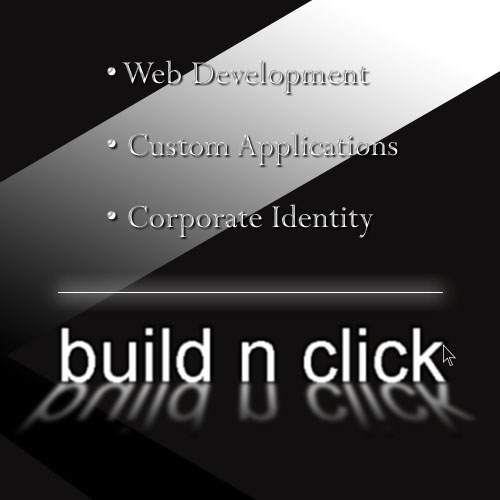 • Web Development
• Custom Applications
• Corporate Identity
build n click